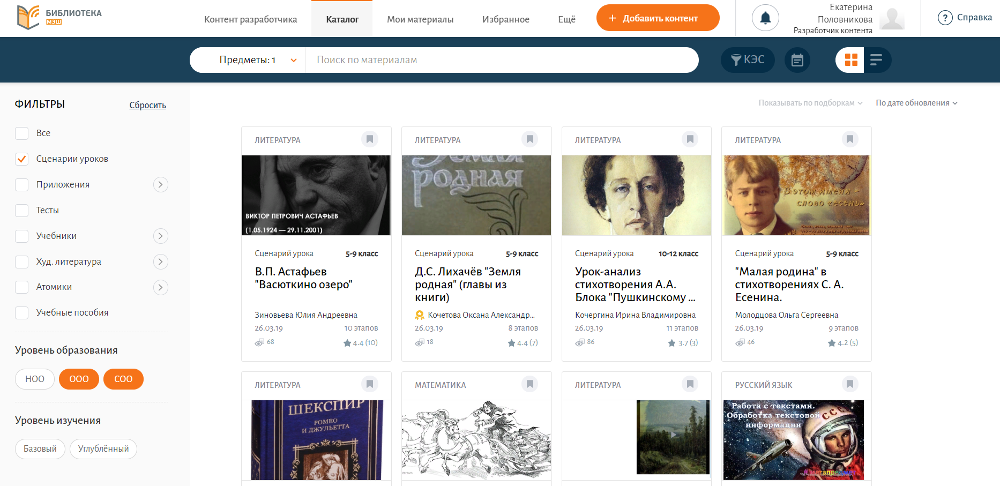 БИБЛИОТЕКА
МЭШ
Контент разработчика
Каталог
Мои материалы
Избранное
Ещё
+ Добавить контент
Екатерина
Половникова
Разработчик контента
? Справка
Предметы: 1
Поиск по материалам
КЭС
ФИЛЬТРЫ
Сбросить
Все
Сценарии уроков
Приложения
Тесты
Учебники
Худ. литература
Атомики
Учебные пособия
Уровень образования
НОО
ООО
СОО
Уровень изучения
Базовый
Углублённый
Показывать по подборкам
По дате обновления
ЛИТЕРАТУРА
ВИКТОР ПЕТРОВИЧ АСТАФЬЕВ
(1.05.1924 — 29.11.2001)
Сценарий урока 5-9 класс
В.П. Астафьев
"Васюткино озеро"
Зиновьева Юлия Андреевна
26.03.19 10 этапов
68 4.4 (10)
ЛИТЕРАТУРА
Земля
родная
Сценарий урока 5-9 класс
Д.С. Лихачёв "Земля
родная" (главы из
книги)
Кочетова Оксана Александр...
26.03.19 8 этапов
18 4.4 (7)
ЛИТЕРАТУРА
Сценарий урока 10-12 класс
Урок-анализ
стихотворения А.А.
Блока "Пушкинскому ...
Кочергина Ирина Владимировна
26.03.19 11 этапов
86 3.7 (3)
ЛИТЕРАТУРА
В этом имени –
слово «есень»
Сценарий урока 5-9 класс
"Малая родина" в
стихотворениях С. А.
Есенина.
Молодцова Ольга Сергеевна
26.03.19 9 этапов
46 4.2 (5)
ЛИТЕРАТУРА
ШЕКСПИР
РОМЕО
И ДЖУЛЬЕТТА
МАТЕМАТИКА
ЛИТЕРАТУРА
РУССКИЙ ЯЗЫК
Работа с текстами.
Обработка текстовой
информации
СССР
#метапредмет